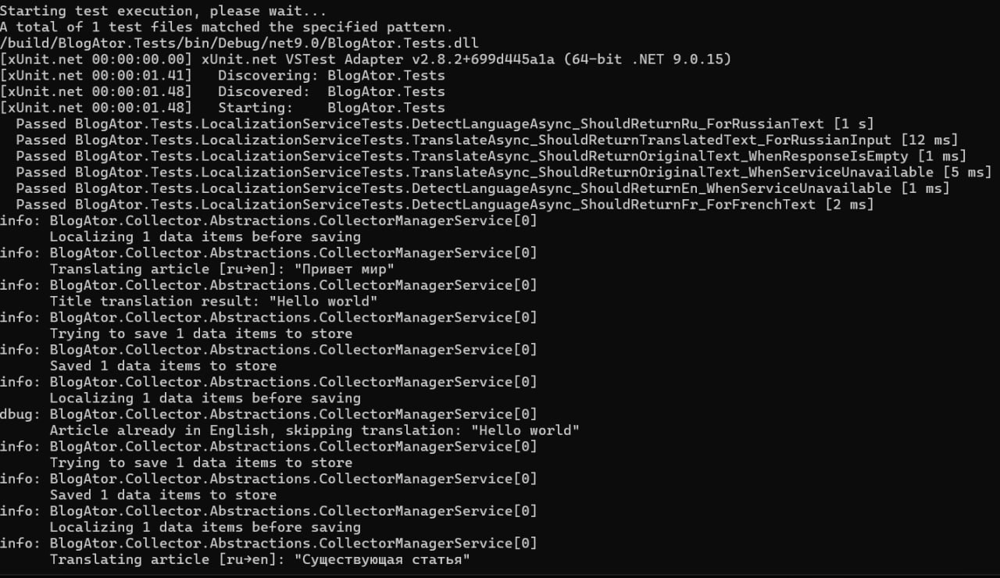 Starting test execution, please wait...
A total of 1 test files matched the specified pattern.
/build/BlogAtor.Tests/bin/Debug/net9.0/BlogAtor.Tests.dll
[xUnit.net 00:00:00.00] xUnit.net VSTest Adapter v2.8.2+699d445a1a (64-bit .NET 9.0.15)
[xUnit.net 00:00:01.41]   Discovering: BlogAtor.Tests
[xUnit.net 00:00:01.48]   Discovered:  BlogAtor.Tests
[xUnit.net 00:00:01.48]   Starting:    BlogAtor.Tests
  Passed BlogAtor.Tests.LocalizationServiceTests.DetectLanguageAsync_ShouldReturnRu_ForRussianText [1 s]
  Passed BlogAtor.Tests.LocalizationServiceTests.TranslateAsync_ShouldReturnTranslatedText_ForRussianInput [12 ms]
  Passed BlogAtor.Tests.LocalizationServiceTests.TranslateAsync_ShouldReturnOriginalText_WhenResponseIsEmpty [1 ms]
  Passed BlogAtor.Tests.LocalizationServiceTests.TranslateAsync_ShouldReturnOriginalText_WhenServiceUnavailable [5 ms]
  Passed BlogAtor.Tests.LocalizationServiceTests.DetectLanguageAsync_ShouldReturnEn_WhenServiceUnavailable [1 ms]
  Passed BlogAtor.Tests.LocalizationServiceTests.DetectLanguageAsync_ShouldReturnFr_ForFrenchText [2 ms]
info: BlogAtor.Collector.Abstractions.CollectorManagerService[0]
      Localizing 1 data items before saving
info: BlogAtor.Collector.Abstractions.CollectorManagerService[0]
      Translating article [ru→en]: "Привет мир"
info: BlogAtor.Collector.Abstractions.CollectorManagerService[0]
      Title translation result: "Hello world"
info: BlogAtor.Collector.Abstractions.CollectorManagerService[0]
      Trying to save 1 data items to store
info: BlogAtor.Collector.Abstractions.CollectorManagerService[0]
      Saved 1 data items to store
info: BlogAtor.Collector.Abstractions.CollectorManagerService[0]
      Localizing 1 data items before saving
dbug: BlogAtor.Collector.Abstractions.CollectorManagerService[0]
      Article already in English, skipping translation: "Hello world"
info: BlogAtor.Collector.Abstractions.CollectorManagerService[0]
      Trying to save 1 data items to store
info: BlogAtor.Collector.Abstractions.CollectorManagerService[0]
      Saved 1 data items to store
info: BlogAtor.Collector.Abstractions.CollectorManagerService[0]
      Localizing 1 data items before saving
info: BlogAtor.Collector.Abstractions.CollectorManagerService[0]
      Translating article [ru→en]: "Существующая статья"